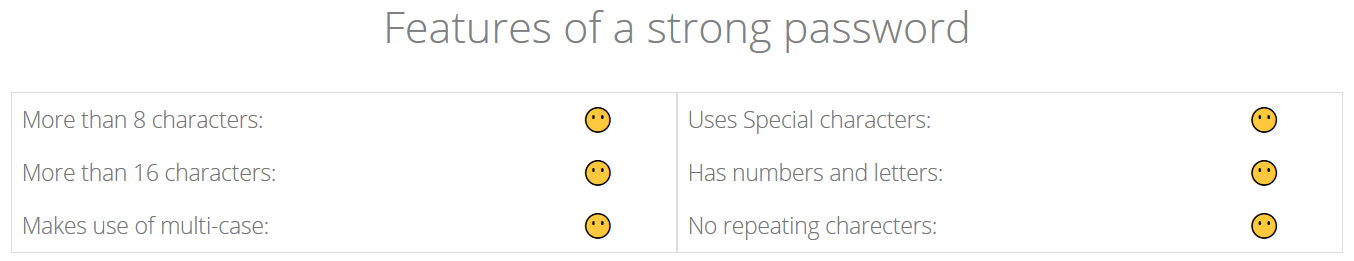 Features of a strong password
More than 8 characters:
More than 16 characters:
Makes use of multi-case:
Uses Special characters:
Has numbers and letters:
No repeating charecters: